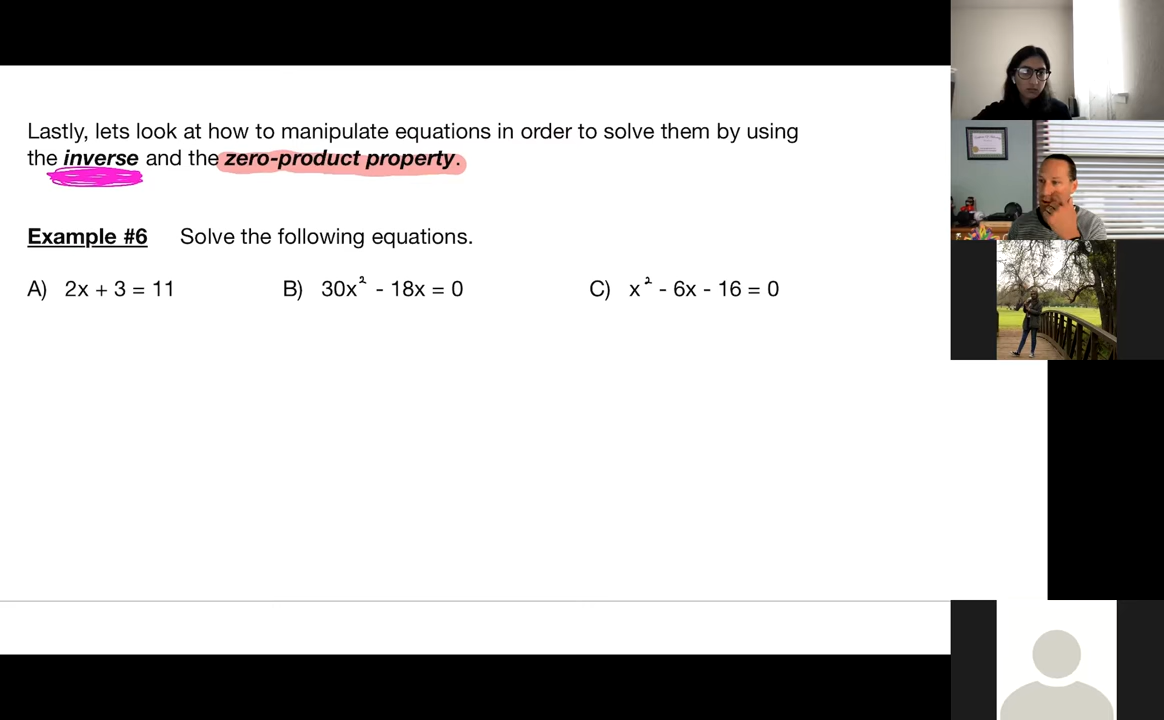 Lastly, lets look at how to manipulate equations in order to solve them by using
the inverse and the zero-product property.
Example #6 Solve the following equations.
A) 2x + 3 = 11 B) 30x² - 18x = 0 C) x² - 6x - 16 = 0